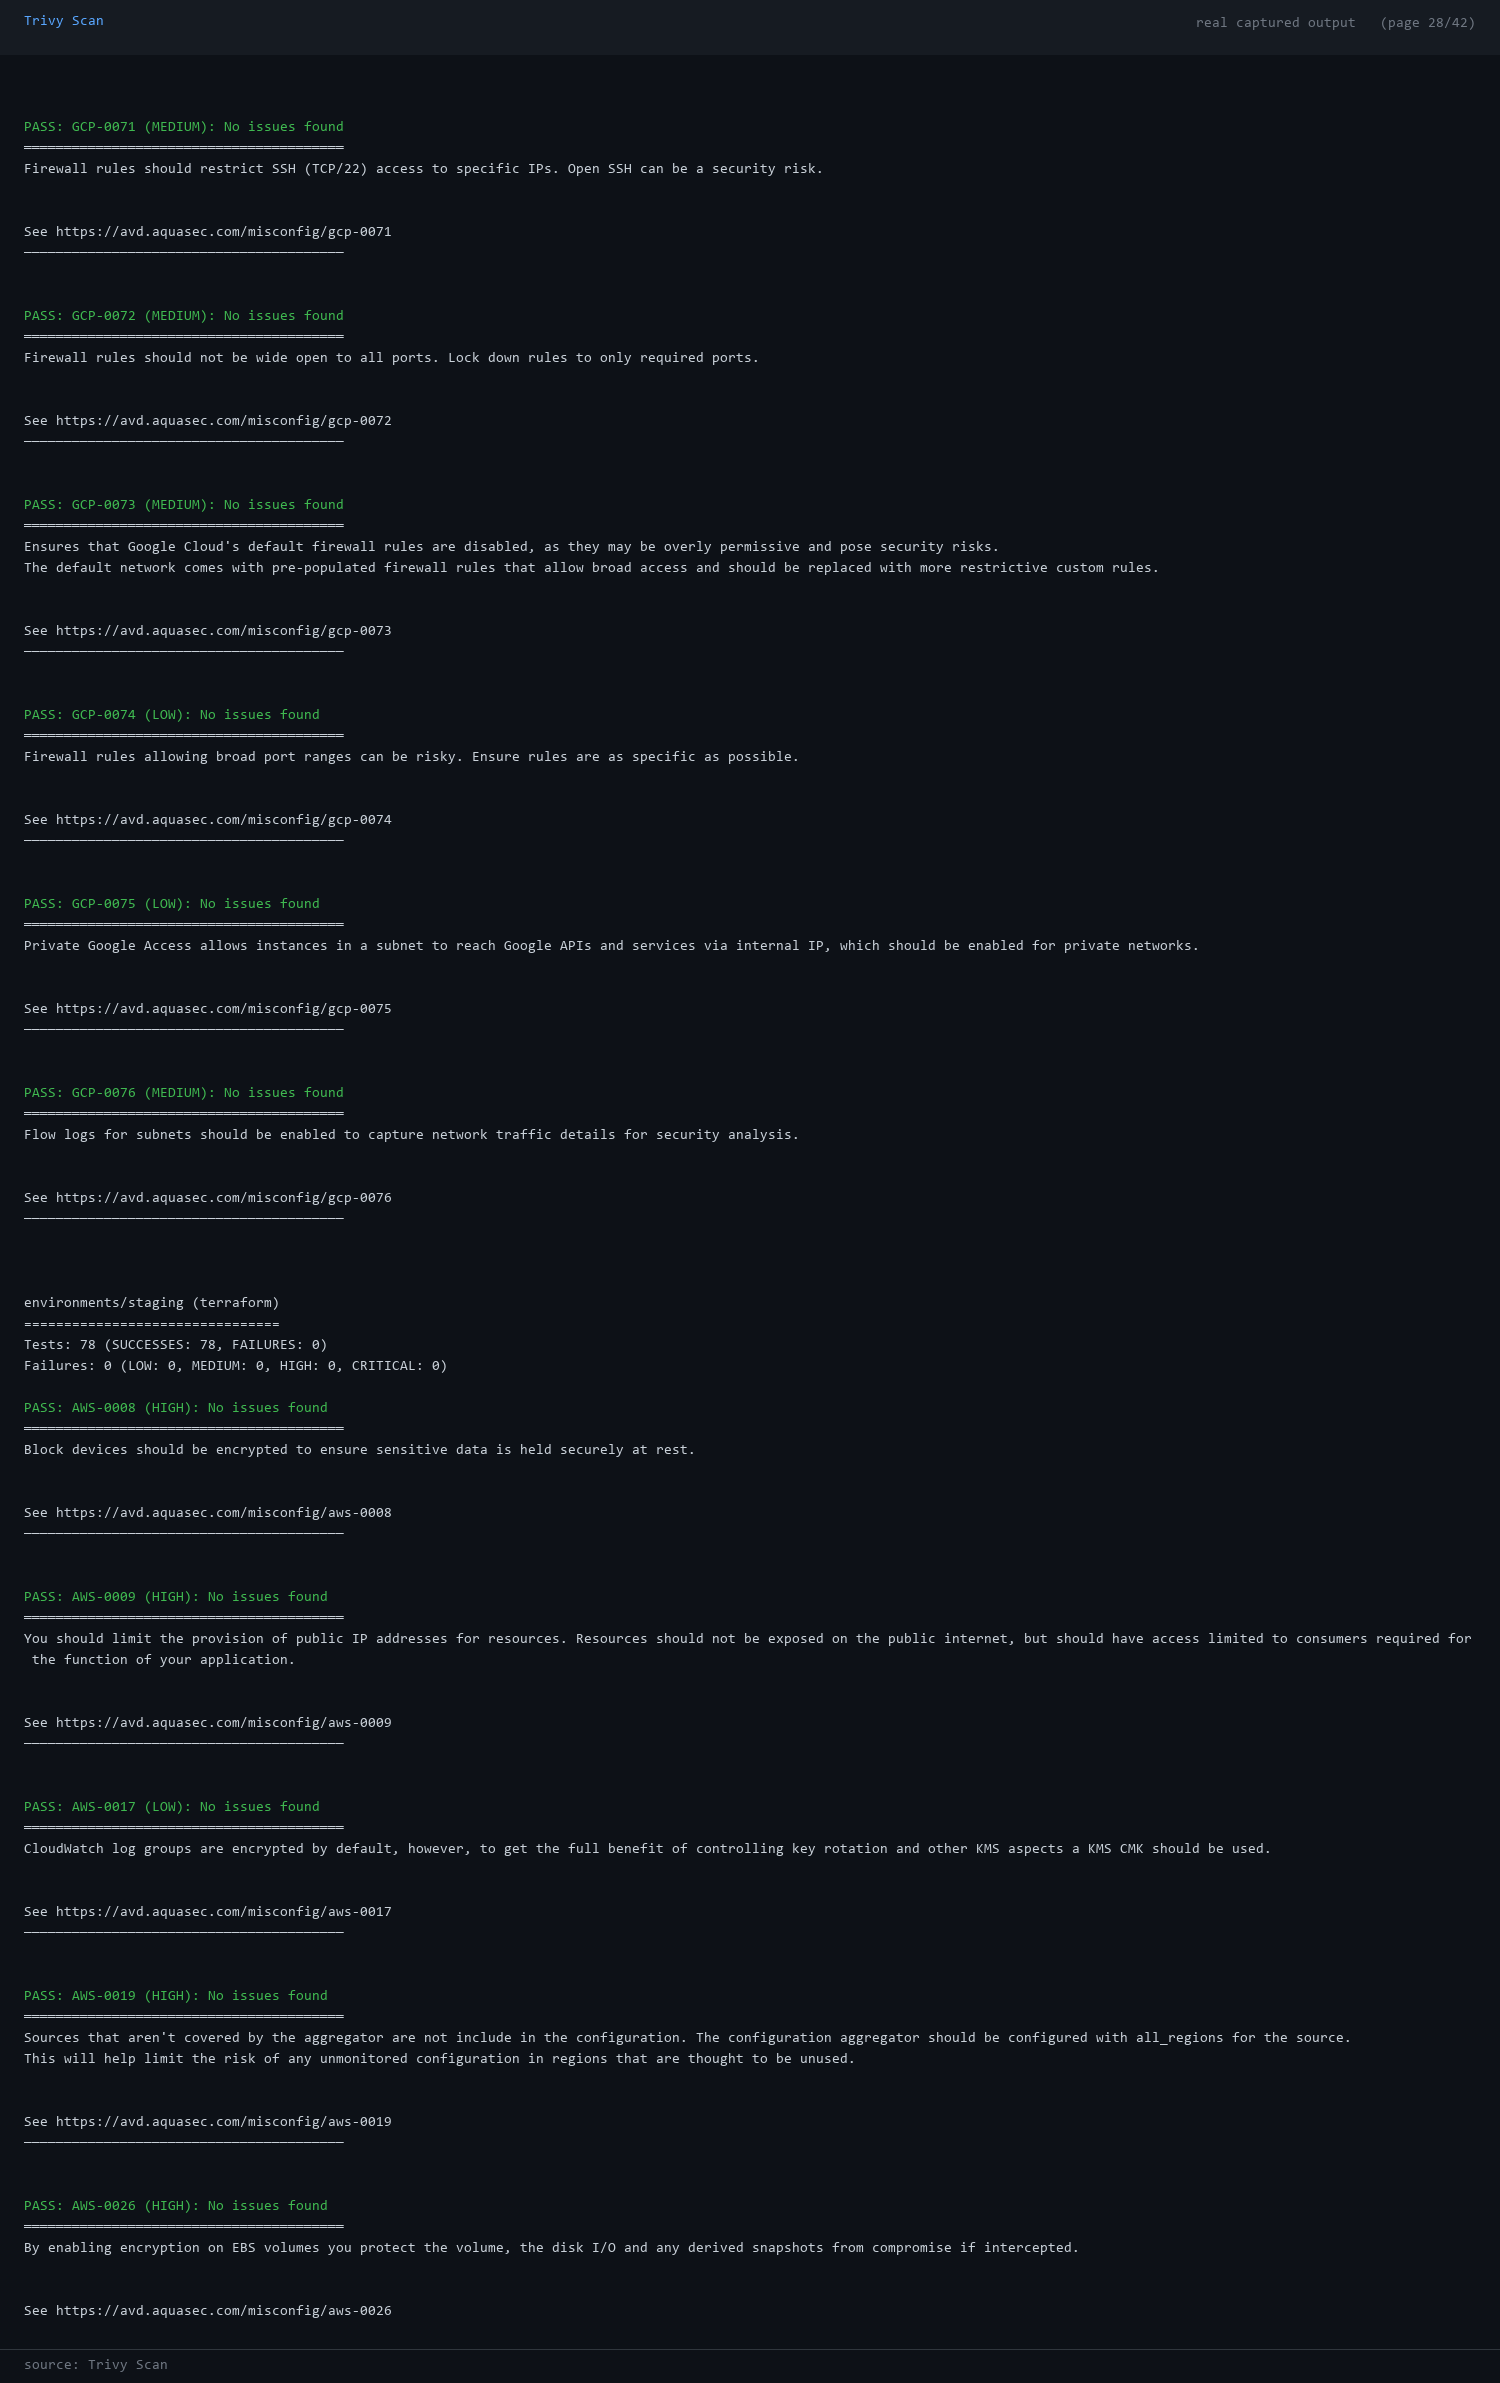 Trivy Scan
real captured output   (page 28/42)
PASS: GCP-0071 (MEDIUM): No issues found
════════════════════════════════════════
Firewall rules should restrict SSH (TCP/22) access to specific IPs. Open SSH can be a security risk.
See https://avd.aquasec.com/misconfig/gcp-0071
────────────────────────────────────────
PASS: GCP-0072 (MEDIUM): No issues found
════════════════════════════════════════
Firewall rules should not be wide open to all ports. Lock down rules to only required ports.
See https://avd.aquasec.com/misconfig/gcp-0072
────────────────────────────────────────
PASS: GCP-0073 (MEDIUM): No issues found
════════════════════════════════════════
Ensures that Google Cloud's default firewall rules are disabled, as they may be overly permissive and pose security risks.
The default network comes with pre-populated firewall rules that allow broad access and should be replaced with more restrictive custom rules.
See https://avd.aquasec.com/misconfig/gcp-0073
────────────────────────────────────────
PASS: GCP-0074 (LOW): No issues found
════════════════════════════════════════
Firewall rules allowing broad port ranges can be risky. Ensure rules are as specific as possible.
See https://avd.aquasec.com/misconfig/gcp-0074
────────────────────────────────────────
PASS: GCP-0075 (LOW): No issues found
════════════════════════════════════════
Private Google Access allows instances in a subnet to reach Google APIs and services via internal IP, which should be enabled for private networks.
See https://avd.aquasec.com/misconfig/gcp-0075
────────────────────────────────────────
PASS: GCP-0076 (MEDIUM): No issues found
════════════════════════════════════════
Flow logs for subnets should be enabled to capture network traffic details for security analysis.
See https://avd.aquasec.com/misconfig/gcp-0076
────────────────────────────────────────
environments/staging (terraform)
================================
Tests: 78 (SUCCESSES: 78, FAILURES: 0)
Failures: 0 (LOW: 0, MEDIUM: 0, HIGH: 0, CRITICAL: 0)
PASS: AWS-0008 (HIGH): No issues found
════════════════════════════════════════
Block devices should be encrypted to ensure sensitive data is held securely at rest.
See https://avd.aquasec.com/misconfig/aws-0008
────────────────────────────────────────
PASS: AWS-0009 (HIGH): No issues found
════════════════════════════════════════
You should limit the provision of public IP addresses for resources. Resources should not be exposed on the public internet, but should have access limited to consumers required for
 the function of your application.
See https://avd.aquasec.com/misconfig/aws-0009
────────────────────────────────────────
PASS: AWS-0017 (LOW): No issues found
════════════════════════════════════════
CloudWatch log groups are encrypted by default, however, to get the full benefit of controlling key rotation and other KMS aspects a KMS CMK should be used.
See https://avd.aquasec.com/misconfig/aws-0017
────────────────────────────────────────
PASS: AWS-0019 (HIGH): No issues found
════════════════════════════════════════
Sources that aren't covered by the aggregator are not include in the configuration. The configuration aggregator should be configured with all_regions for the source.
This will help limit the risk of any unmonitored configuration in regions that are thought to be unused.
See https://avd.aquasec.com/misconfig/aws-0019
────────────────────────────────────────
PASS: AWS-0026 (HIGH): No issues found
════════════════════════════════════════
By enabling encryption on EBS volumes you protect the volume, the disk I/O and any derived snapshots from compromise if intercepted.
See https://avd.aquasec.com/misconfig/aws-0026
source: Trivy Scan